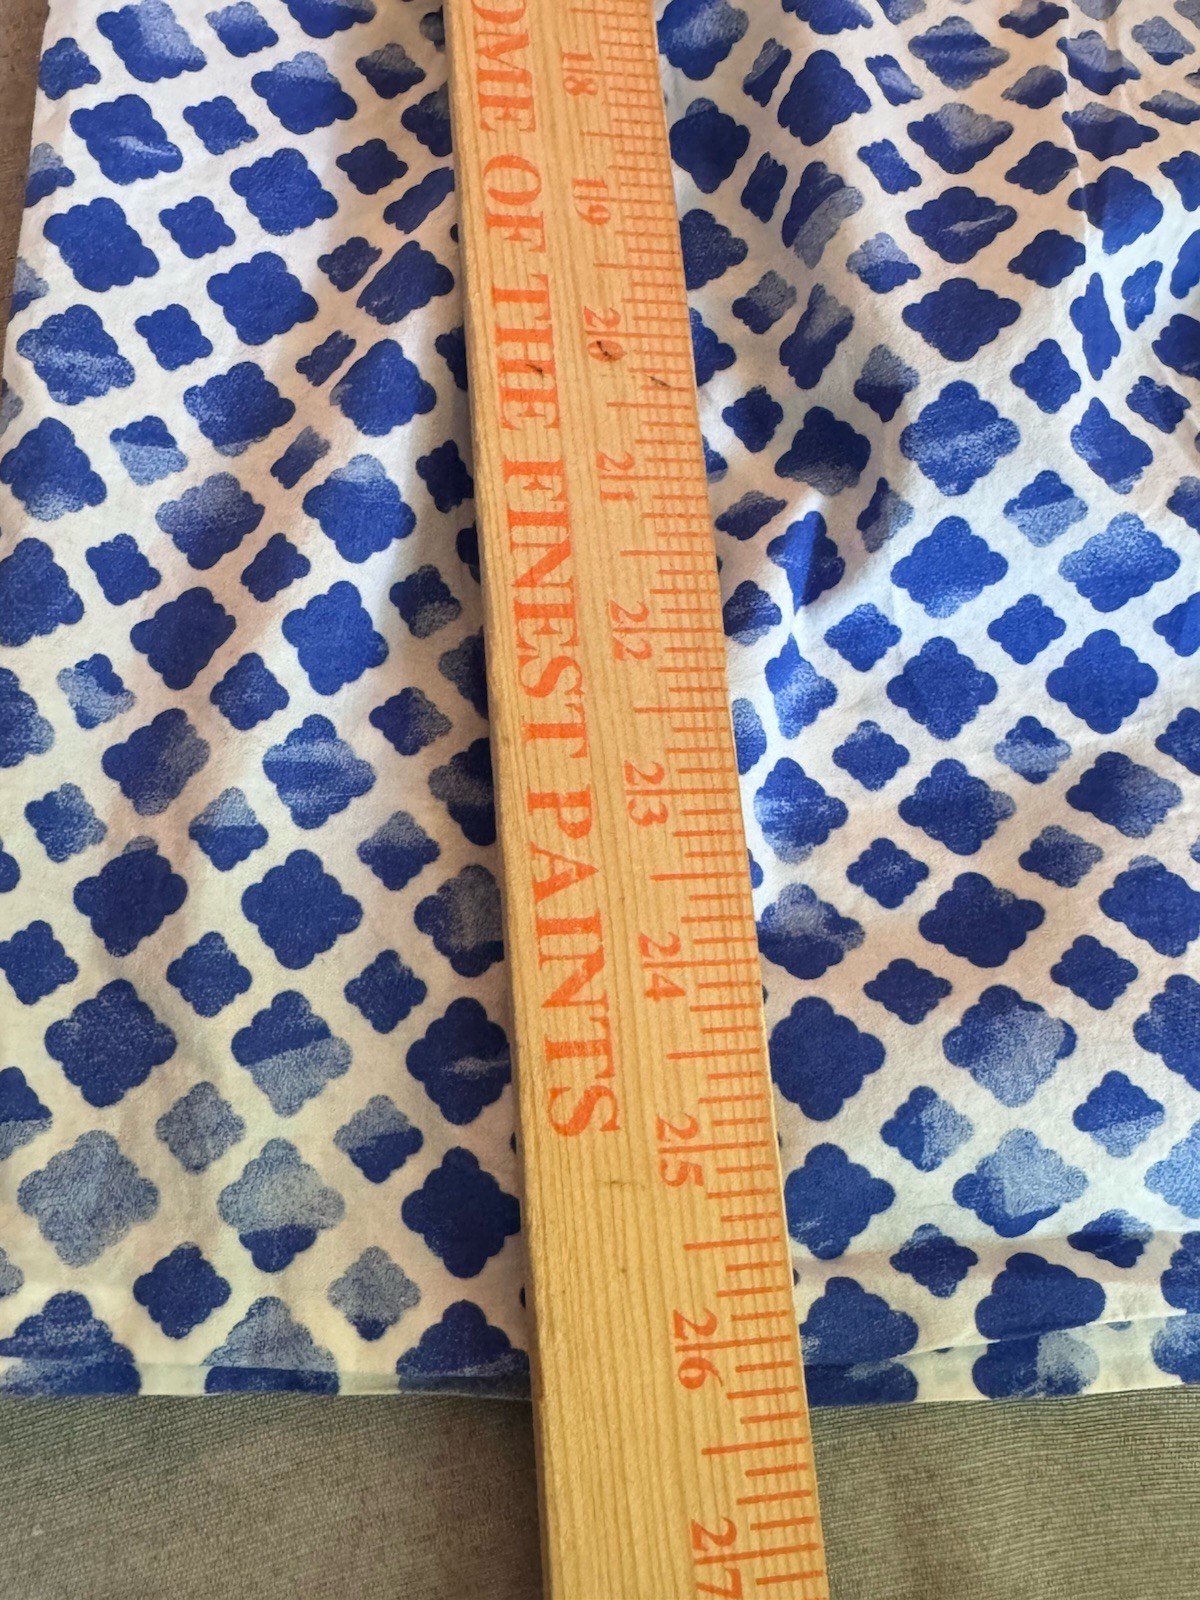 OME OF THE FINEST PAINTS
18 19 20 21 22 23 24 25 26 27